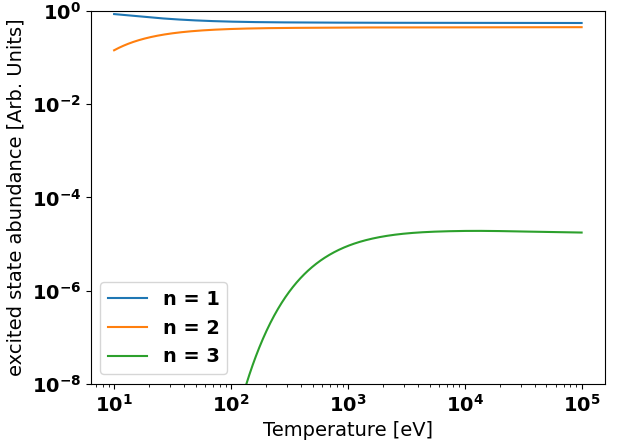 excited state abundance [Arb. Units]
10⁰
10⁻²
10⁻⁴
10⁻⁶
10⁻⁸
n = 1
n = 2
n = 3
10¹ 10² 10³ 10⁴ 10⁵
Temperature [eV]